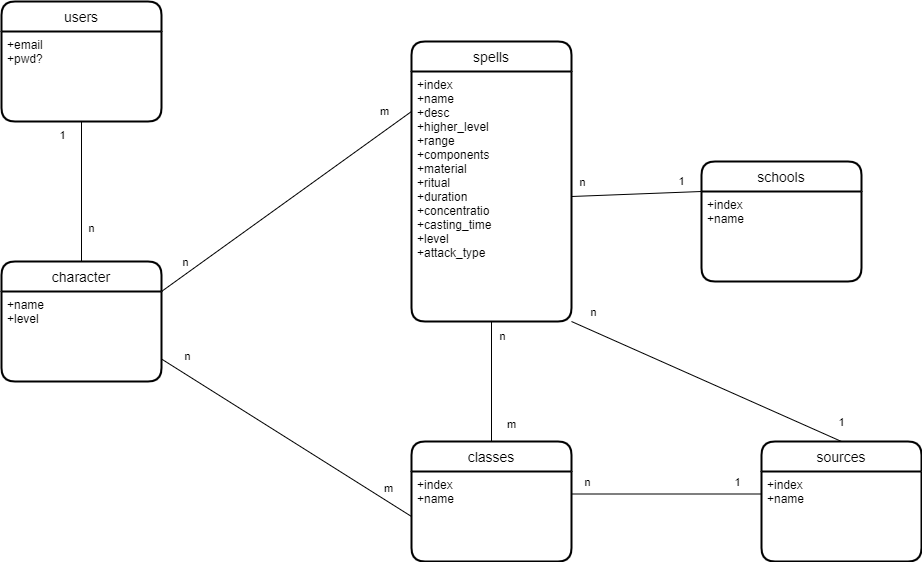 users
+email
+pwd?
1
n
character
+name
+level
n
m
n
m
spells
+index
+name
+desc
+higher_level
+range
+components
+material
+ritual
+duration
+concentratio
+casting_time
+level
+attack_type
n
1
schools
+index
+name
n
m
n
1
classes
+index
+name
n
1
sources
+index
+name